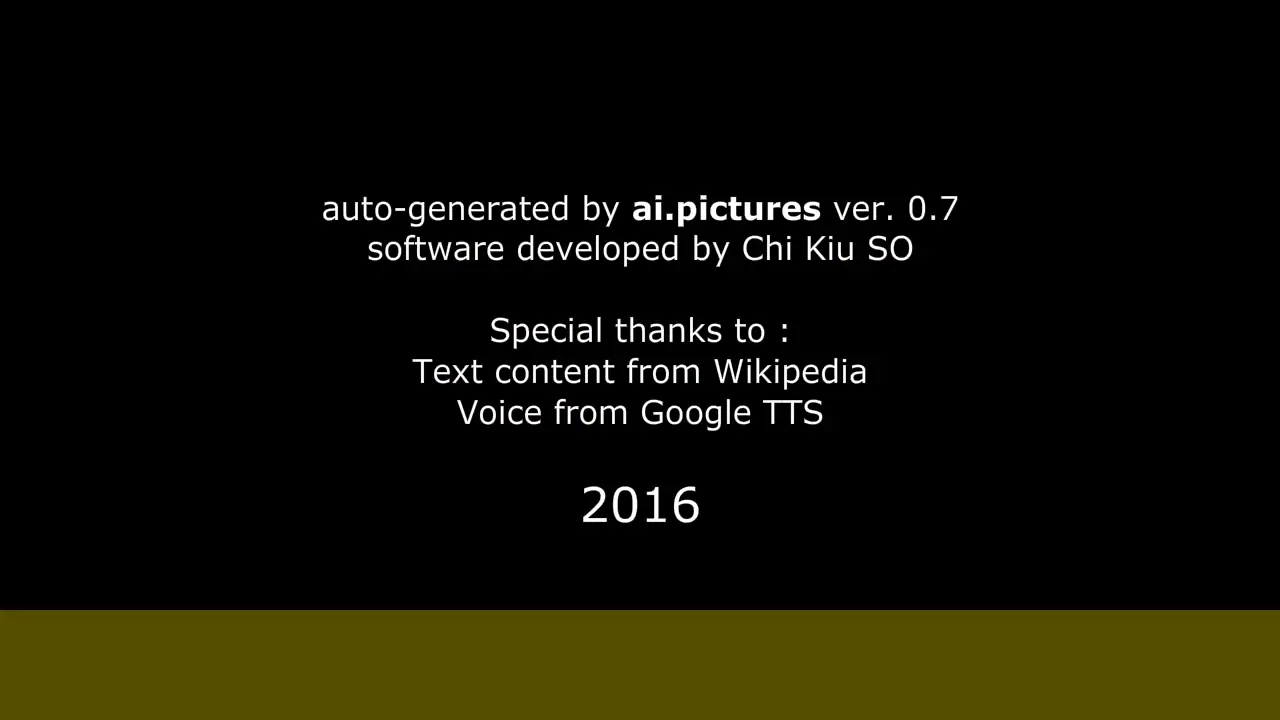 auto-generated by ai.pictures ver. 0.7
software developed by Chi Kiu SO
Special thanks to :
Text content from Wikipedia
Voice from Google TTS
2016